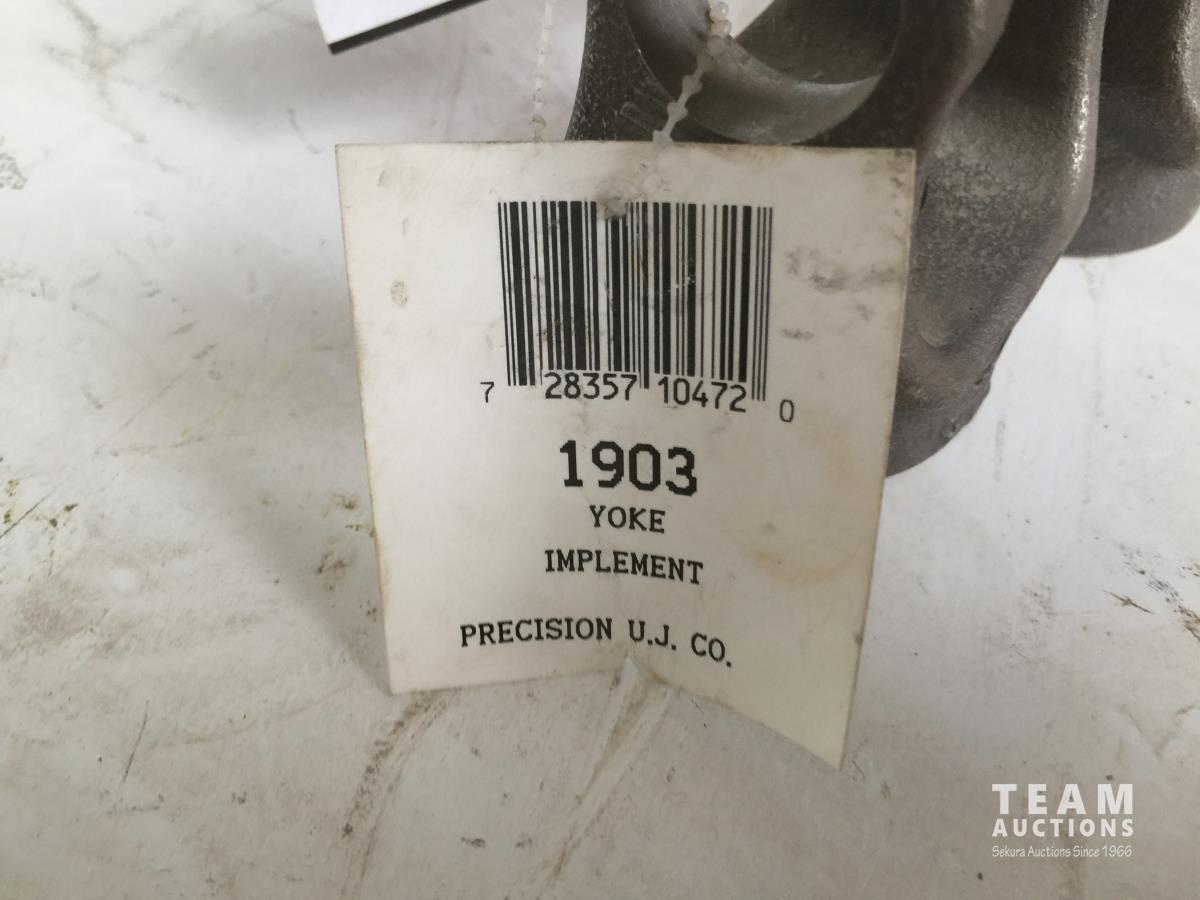 7 28357 10472 0
1903
YOKE
IMPLEMENT
PRECISION U.J. CO.
TEAM
AUCTIONS
Sekura Auctions Since 1966